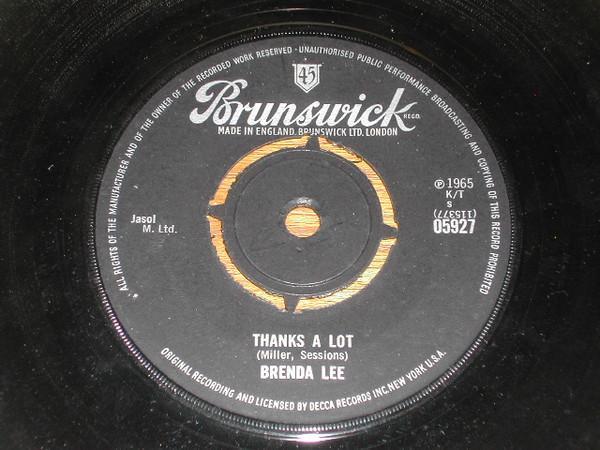 ALL RIGHTS OF THE MANUFACTURER AND OF THE OWNER OF THE RECORDED WORK RESERVED · UNAUTHORISED PUBLIC PERFORMANCE BROADCASTING AND COPYING OF THIS RECORD PROHIBITED
45
Brunswick REGD.
MADE IN ENGLAND. BRUNSWICK LTD. LONDON
℗ 1965
K/T
s
(115377)
05927
Jasol
M. Ltd.
THANKS A LOT
(Miller, Sessions)
BRENDA LEE
ORIGINAL RECORDING AND LICENSED BY DECCA RECORDS INC. NEW YORK U.S.A.